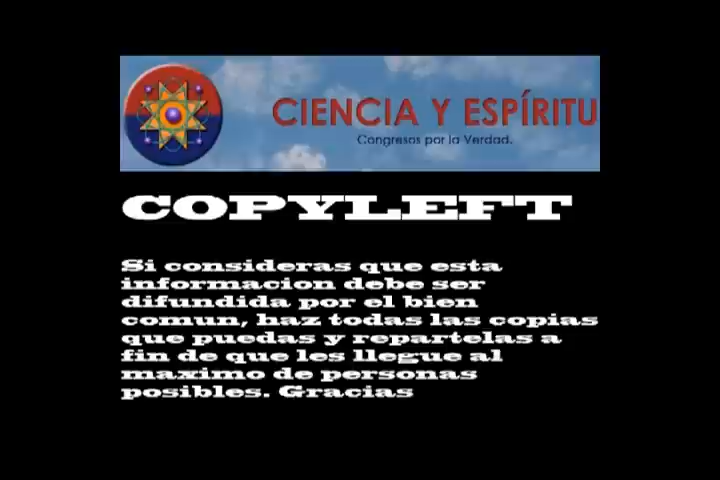 CIENCIA Y ESPÍRITU
Congresos por la Verdad.
COPYLEFT
Si consideras que esta
informacion debe ser
difundida por el bien
comun, haz todas las copias
que puedas y repartelas a
fin de que les llegue al
maximo de personas
posibles. Gracias